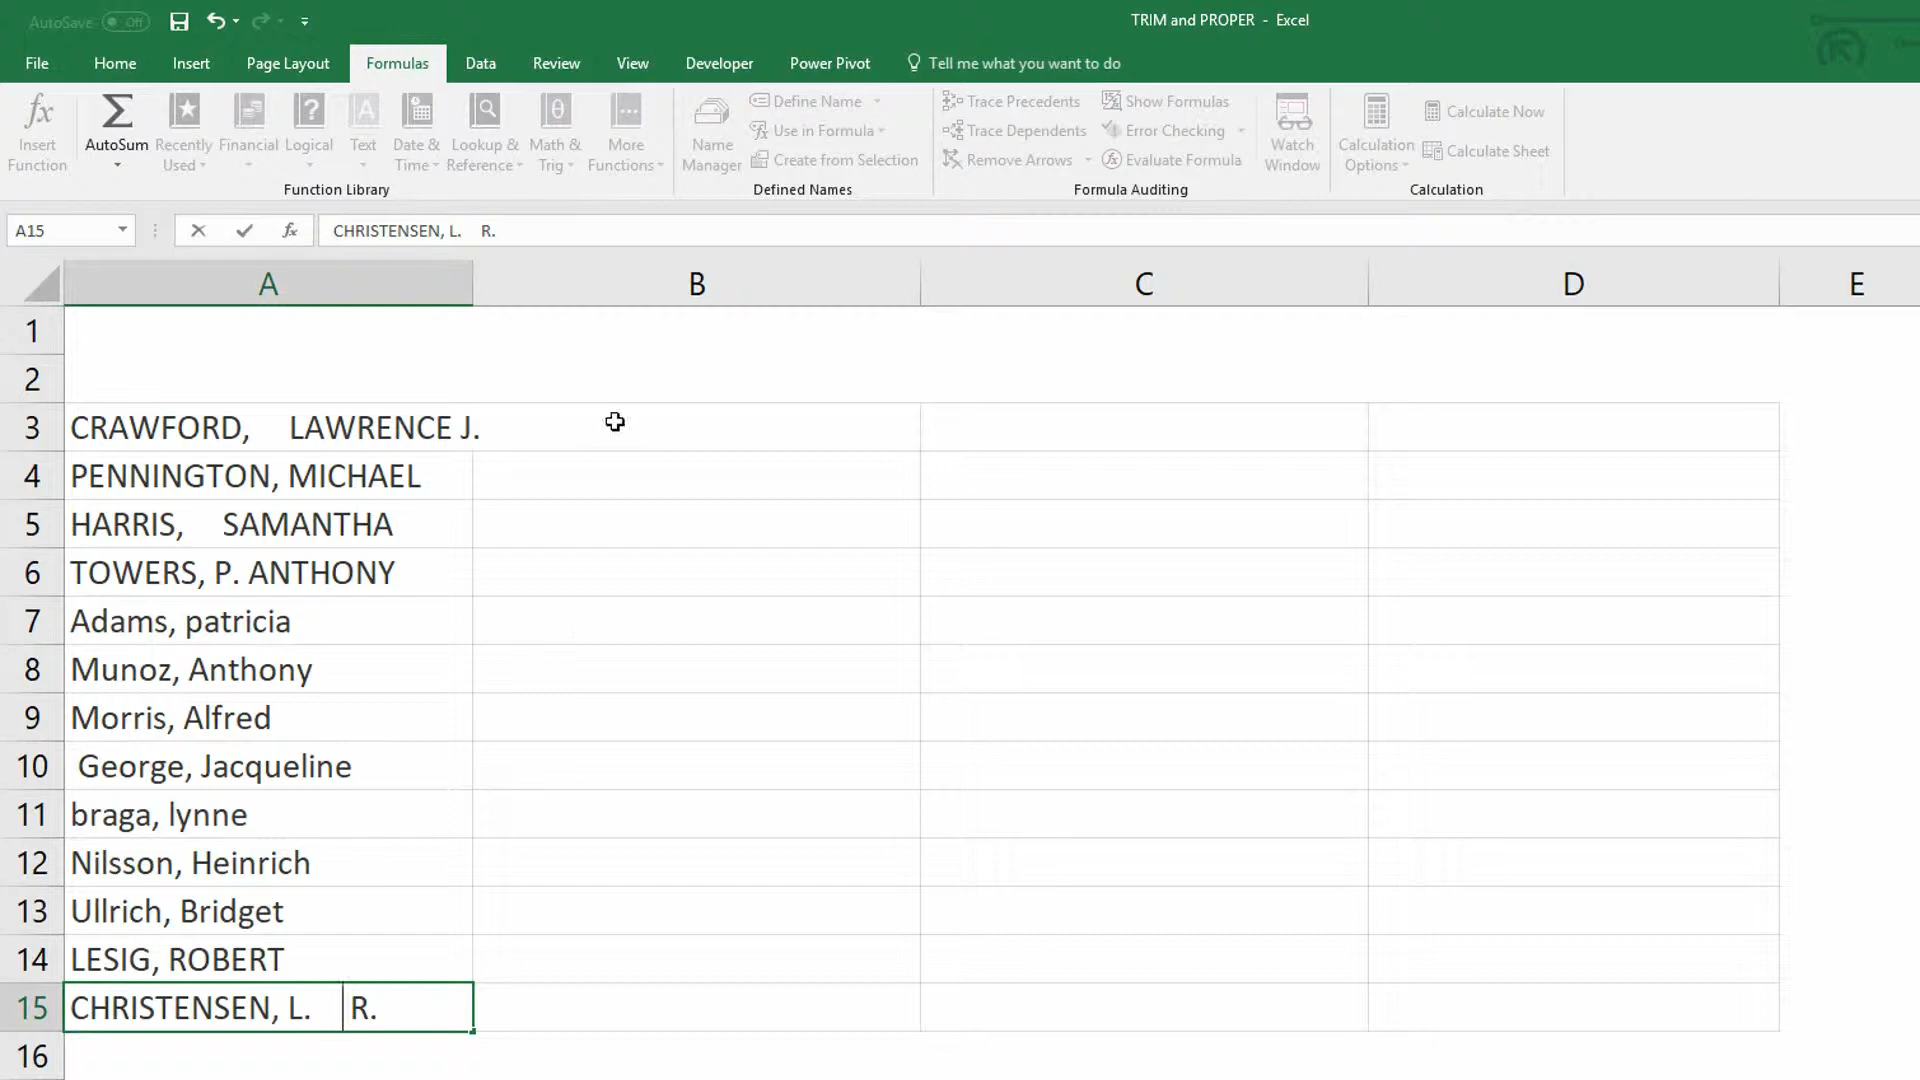 AutoSave Off TRIM and PROPER - Excel
File Home Insert Page Layout Formulas Data Review View Developer Power Pivot Tell me what you want to do
Insert Function
AutoSum
Recently Used
Financial
Logical
Text
Date & Time
Lookup & Reference
Math & Trig
More Functions
Function Library
Name Manager
Define Name
Use in Formula
Create from Selection
Defined Names
Trace Precedents
Trace Dependents
Remove Arrows
Show Formulas
Error Checking
Evaluate Formula
Watch Window
Formula Auditing
Calculation Options
Calculate Now
Calculate Sheet
Calculation
A15 fx CHRISTENSEN, L.    R.
A B C D E
1
2
3 CRAWFORD,     LAWRENCE J.
4 PENNINGTON, MICHAEL
5 HARRIS,     SAMANTHA
6 TOWERS, P. ANTHONY
7 Adams, patricia
8 Munoz, Anthony
9 Morris, Alfred
10  George, Jacqueline
11 braga, lynne
12 Nilsson, Heinrich
13 Ullrich, Bridget
14 LESIG, ROBERT
15 CHRISTENSEN, L.     R.
16